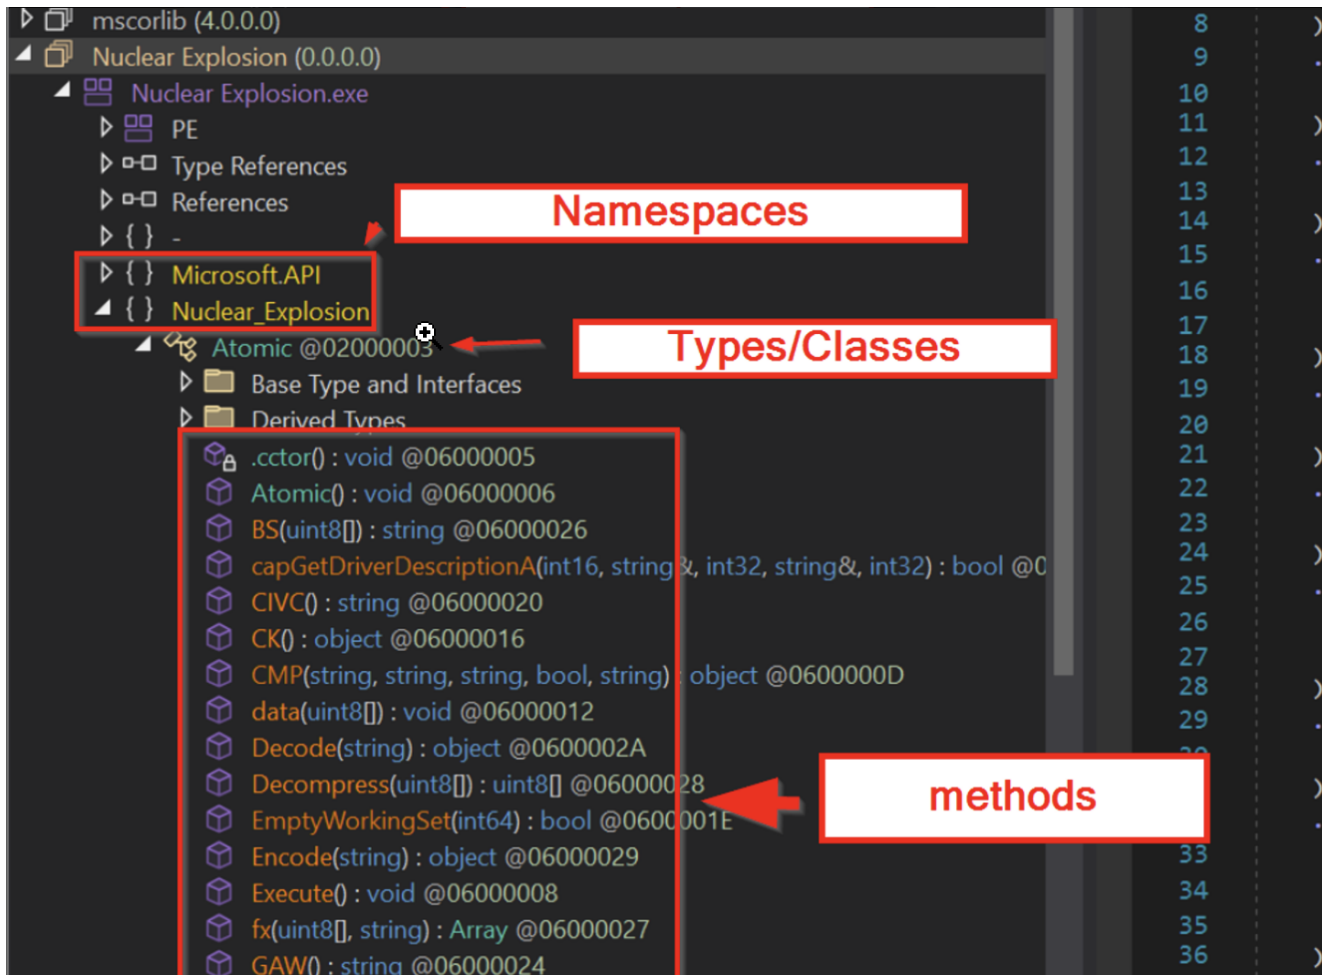 mscorlib (4.0.0.0)
Nuclear Explosion (0.0.0.0)
Nuclear Explosion.exe
PE
Type References
References
Namespaces
{ } -
{ } Microsoft.API
{ } Nuclear_Explosion
Atomic @02000003
Types/Classes
Base Type and Interfaces
Derived Types
.cctor() : void @06000005
Atomic() : void @06000006
BS(uint8[]) : string @06000026
capGetDriverDescriptionA(int16, string&, int32, string&, int32) : bool @0
CIVC() : string @06000020
CK() : object @06000016
CMP(string, string, string, bool, string) : object @0600000D
data(uint8[]) : void @06000012
Decode(string) : object @0600002A
Decompress(uint8[]) : uint8[] @06000028
methods
EmptyWorkingSet(int64) : bool @0600001E
Encode(string) : object @06000029
Execute() : void @06000008
fx(uint8[], string) : Array @06000027
GAW() : string @06000024
8
9
10
11
12
13
14
15
16
17
18
19
20
21
22
23
24
25
26
27
28
29
33
34
35
36